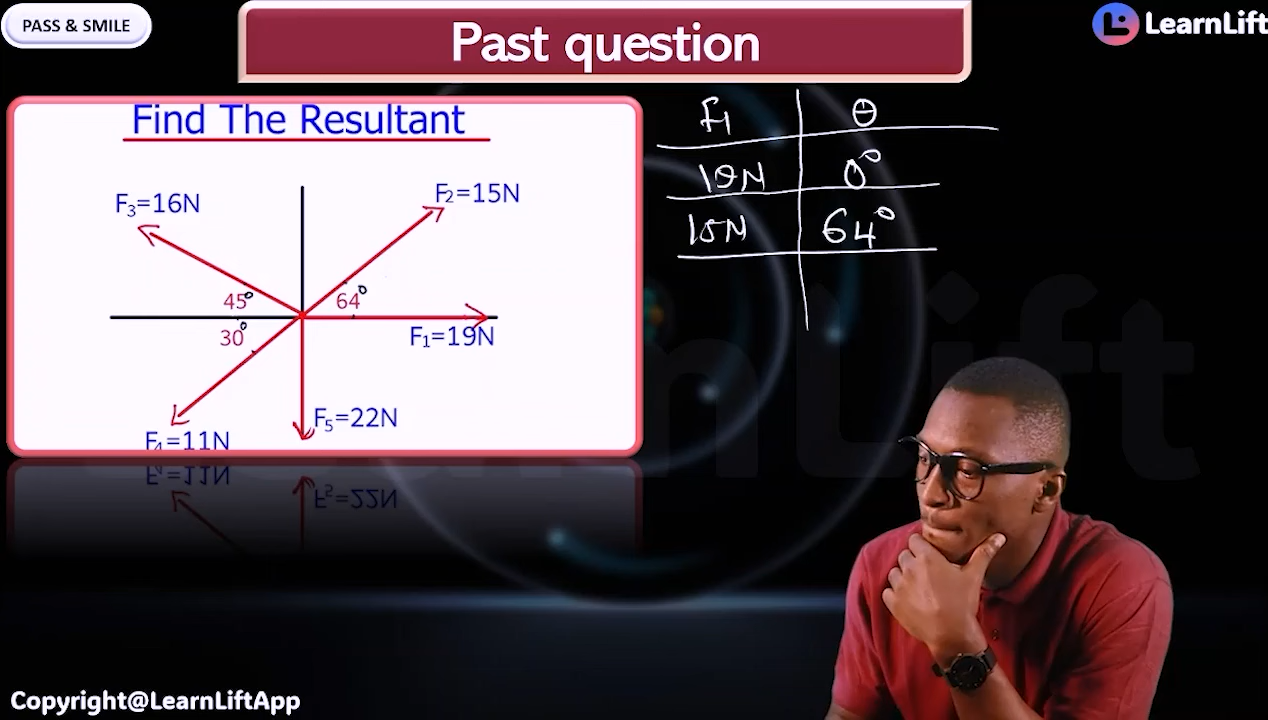 PASS & SMILE
Past question
LearnLift
Find The Resultant
F₃=16N
F₂=15N
45°
64°
30°
F₁=19N
F₅=22N
F₄=11N
F₁ θ
19N 0°
15N 64°
Copyright@LearnLiftApp